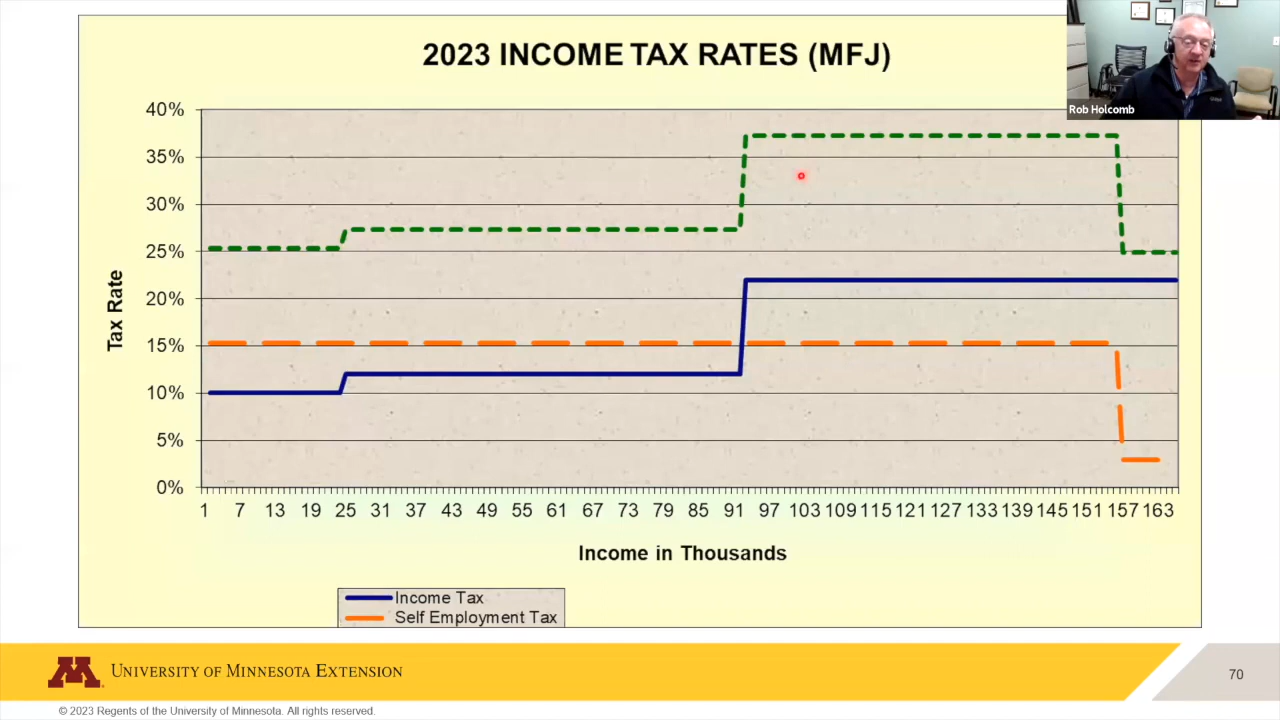 2023 INCOME TAX RATES (MFJ)
Rob Holcomb
40%
35%
30%
25%
20%
15%
10%
5%
0%
Tax Rate
1 7 13 19 25 31 37 43 49 55 61 67 73 79 85 91 97 103 109 115 121 127 133 139 145 151 157 163
Income in Thousands
Income Tax
Self Employment Tax
M
UNIVERSITY OF MINNESOTA EXTENSION
70
© 2023 Regents of the University of Minnesota. All rights reserved.